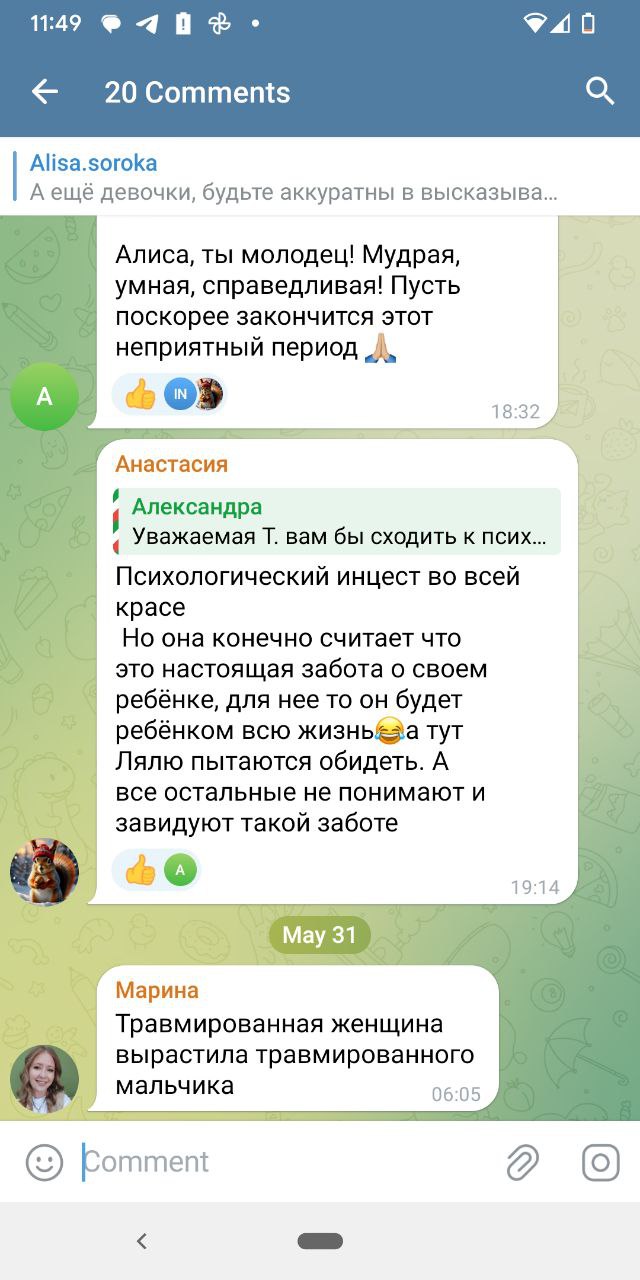 11:49
20 Comments
Alisa.soroka
А ещё девочки, будьте аккуратны в высказыва...
Алиса, ты молодец! Мудрая,
умная, справедливая! Пусть
поскорее закончится этот
неприятный период 🙏🏼
👍 IN
18:32
A
Анастасия
Александра
Уважаемая Т. вам бы сходить к псих...
Психологический инцест во всей
красе
Но она конечно считает что
это настоящая забота о своем
ребёнке, для нее то он будет
ребёнком всю жизнь😂а тут
Лялю пытаются обидеть. А
все остальные не понимают и
завидуют такой заботе
👍 A
19:14
May 31
Марина
Травмированная женщина
вырастила травмированного
мальчика
06:05
Comment